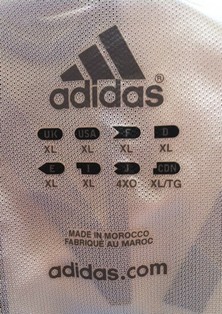 adidas®
UK USA F D
XL XL XL XL
E I J CDN
XL XL 4XO XL/TG
MADE IN MOROCCO
FABRIQUÉ AU MAROC
adidas.com